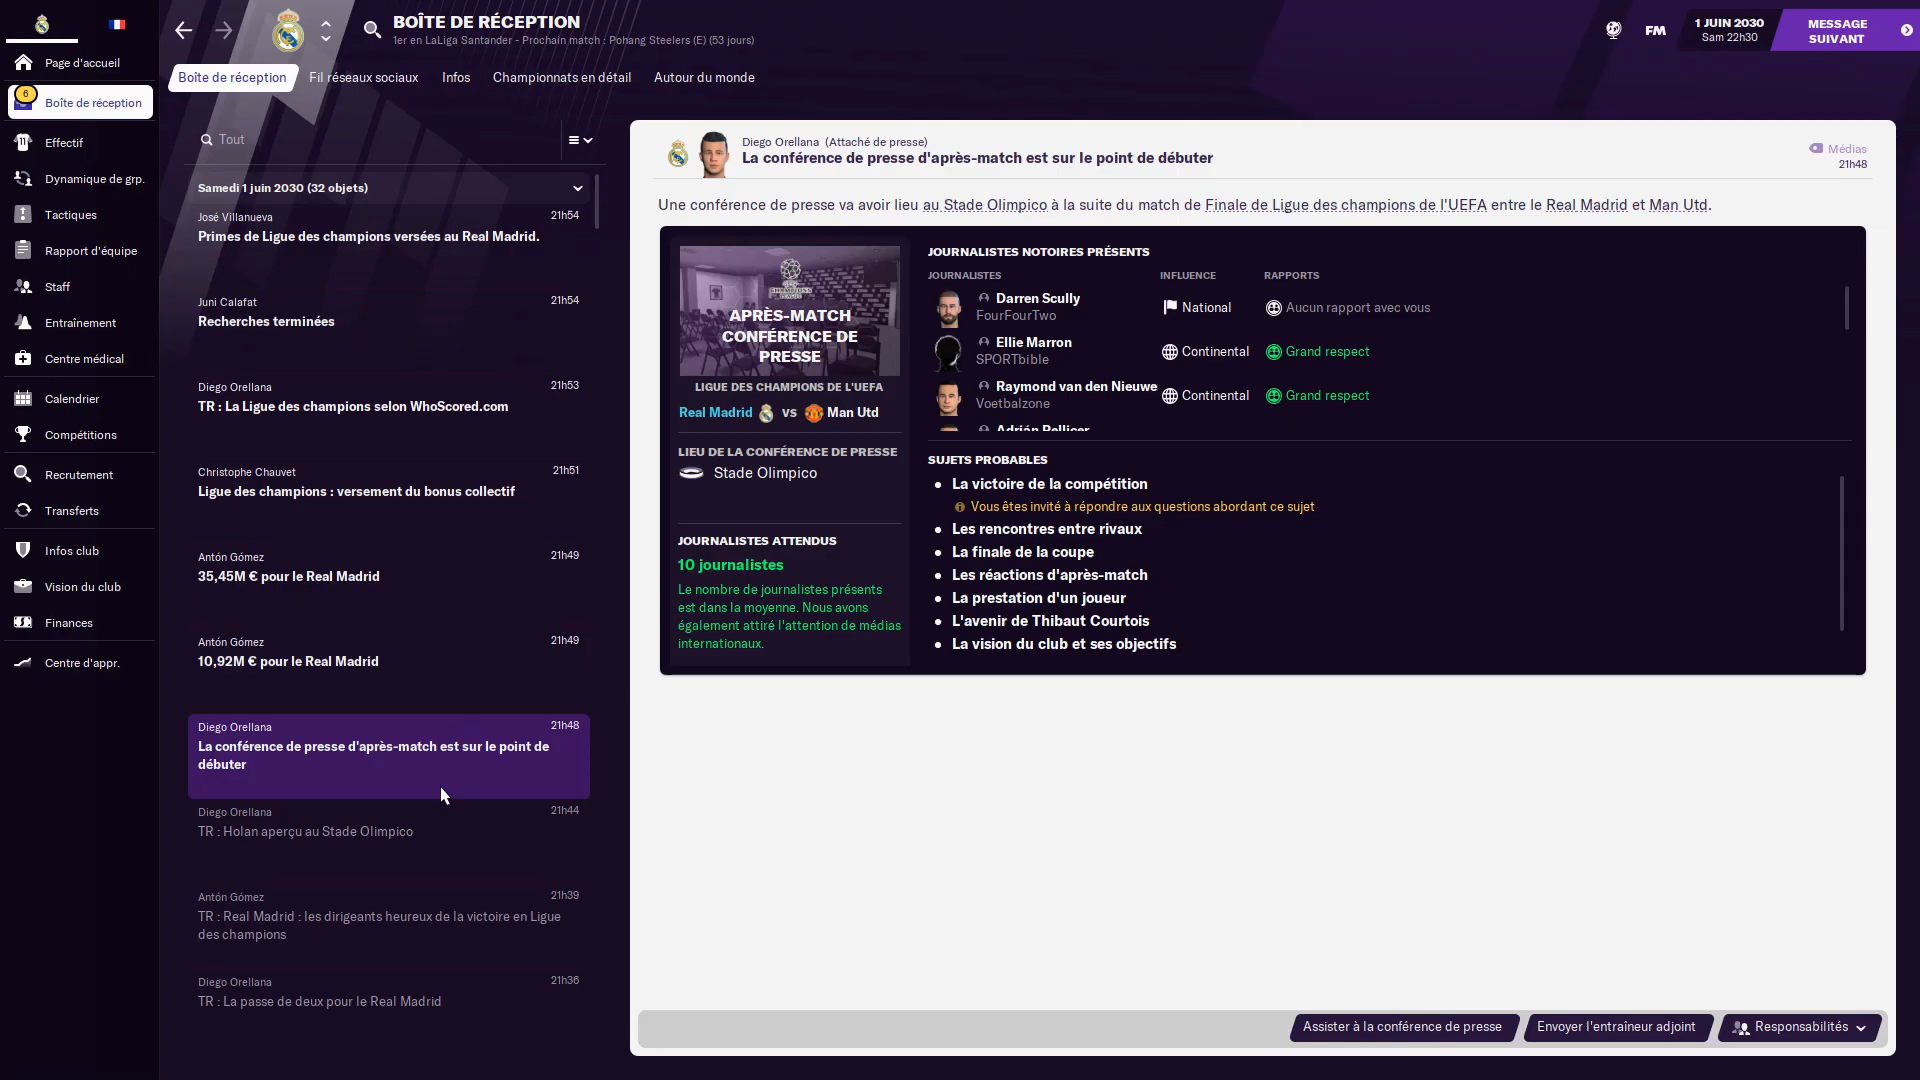 BOÎTE DE RÉCEPTION
1er en LaLiga Santander - Prochain match : Pohang Steelers (E) (53 jours)
FM
1 JUIN 2030
Sam 22h30
MESSAGE
SUIVANT
Page d'accueil
6
Boîte de réception
11
Effectif
Dynamique de grp.
Tactiques
Rapport d'équipe
Staff
Entraînement
Centre médical
Calendrier
Compétitions
Recrutement
Transferts
Infos club
Vision du club
Finances
Centre d'appr.
Boîte de réception
Fil réseaux sociaux
Infos
Championnats en détail
Autour du monde
Tout
Samedi 1 juin 2030 (32 objets)
José Villanueva
21h54
Primes de Ligue des champions versées au Real Madrid.
Juni Calafat
21h54
Recherches terminées
Diego Orellana
21h53
TR : La Ligue des champions selon WhoScored.com
Christophe Chauvet
21h51
Ligue des champions : versement du bonus collectif
Antón Gómez
21h49
35,45M € pour le Real Madrid
Antón Gómez
21h49
10,92M € pour le Real Madrid
Diego Orellana
21h48
La conférence de presse d'après-match est sur le point de
débuter
Diego Orellana
21h44
TR : Holan aperçu au Stade Olimpico
Antón Gómez
21h39
TR : Real Madrid : les dirigeants heureux de la victoire en Ligue
des champions
Diego Orellana
21h36
TR : La passe de deux pour le Real Madrid
Diego Orellana (Attaché de presse)
La conférence de presse d'après-match est sur le point de débuter
Médias
21h48
Une conférence de presse va avoir lieu au Stade Olimpico à la suite du match de Finale de Ligue des champions de l'UEFA entre le Real Madrid et Man Utd.
CHAMPIONS
LEAGUE
APRÈS-MATCH
CONFÉRENCE DE
PRESSE
LIGUE DES CHAMPIONS DE L'UEFA
Real Madrid vs Man Utd
LIEU DE LA CONFÉRENCE DE PRESSE
Stade Olimpico
JOURNALISTES ATTENDUS
10 journalistes
Le nombre de journalistes présents
est dans la moyenne. Nous avons
également attiré l'attention de médias
internationaux.
JOURNALISTES NOTOIRES PRÉSENTS
JOURNALISTES
INFLUENCE
RAPPORTS
Darren Scully
FourFourTwo
National
Aucun rapport avec vous
Ellie Marron
SPORTbible
Continental
Grand respect
Raymond van den Nieuwe
Voetbalzone
Continental
Grand respect
Adrián Pellicer
SUJETS PROBABLES
La victoire de la compétition
Vous êtes invité à répondre aux questions abordant ce sujet
Les rencontres entre rivaux
La finale de la coupe
Les réactions d'après-match
La prestation d'un joueur
L'avenir de Thibaut Courtois
La vision du club et ses objectifs
Assister à la conférence de presse
Envoyer l'entraîneur adjoint
Responsabilités